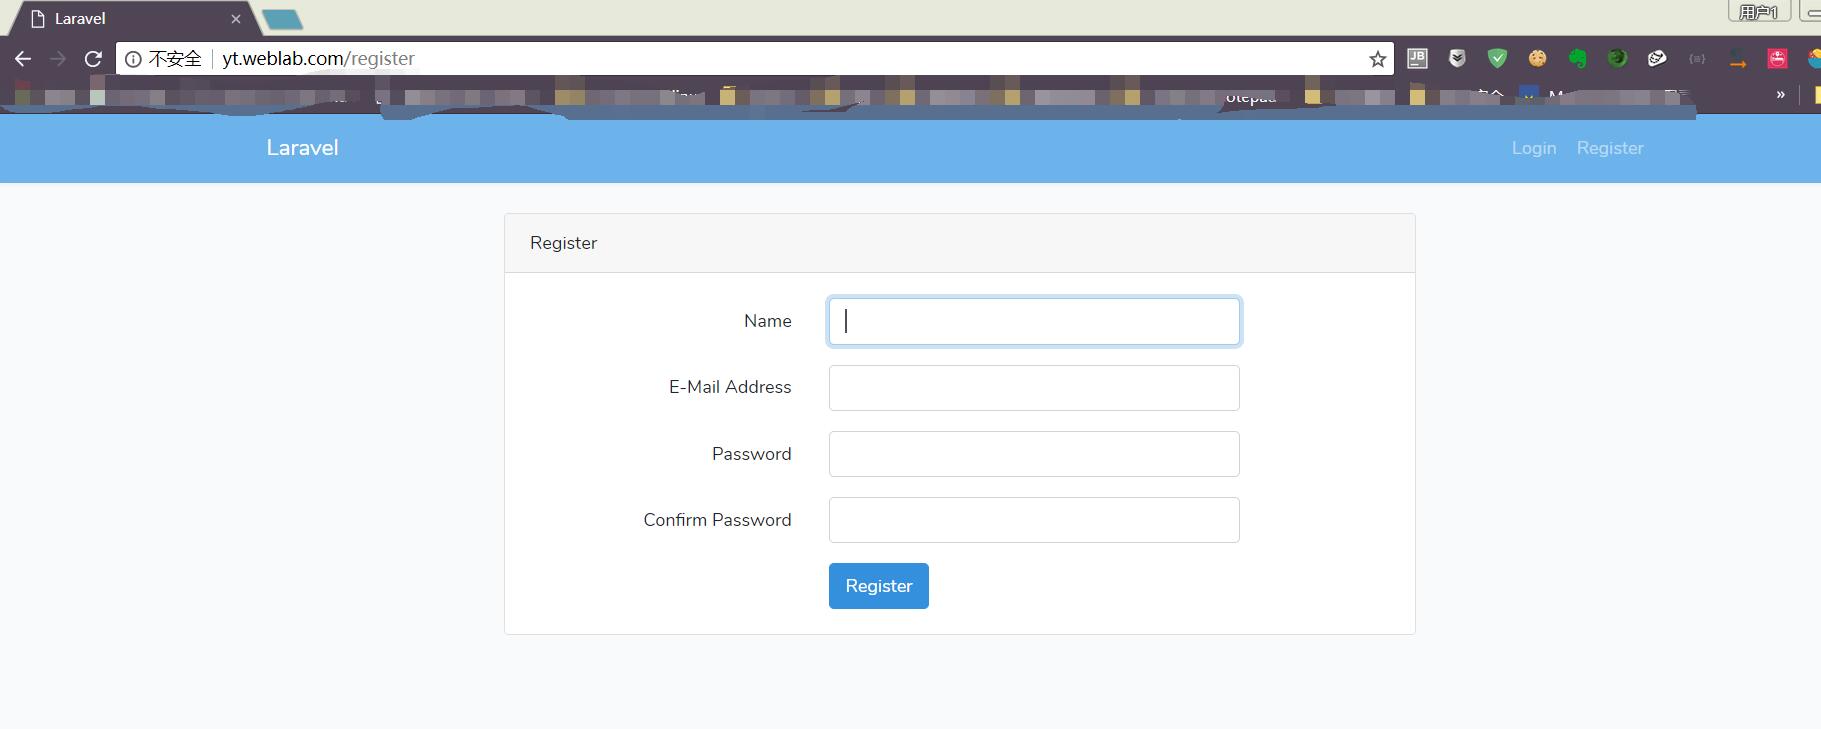 Laravel
用户1
不安全 yt.weblab.com/register
JB
»
Laravel Login Register
Register
Name
E-Mail Address
Password
Confirm Password
Register